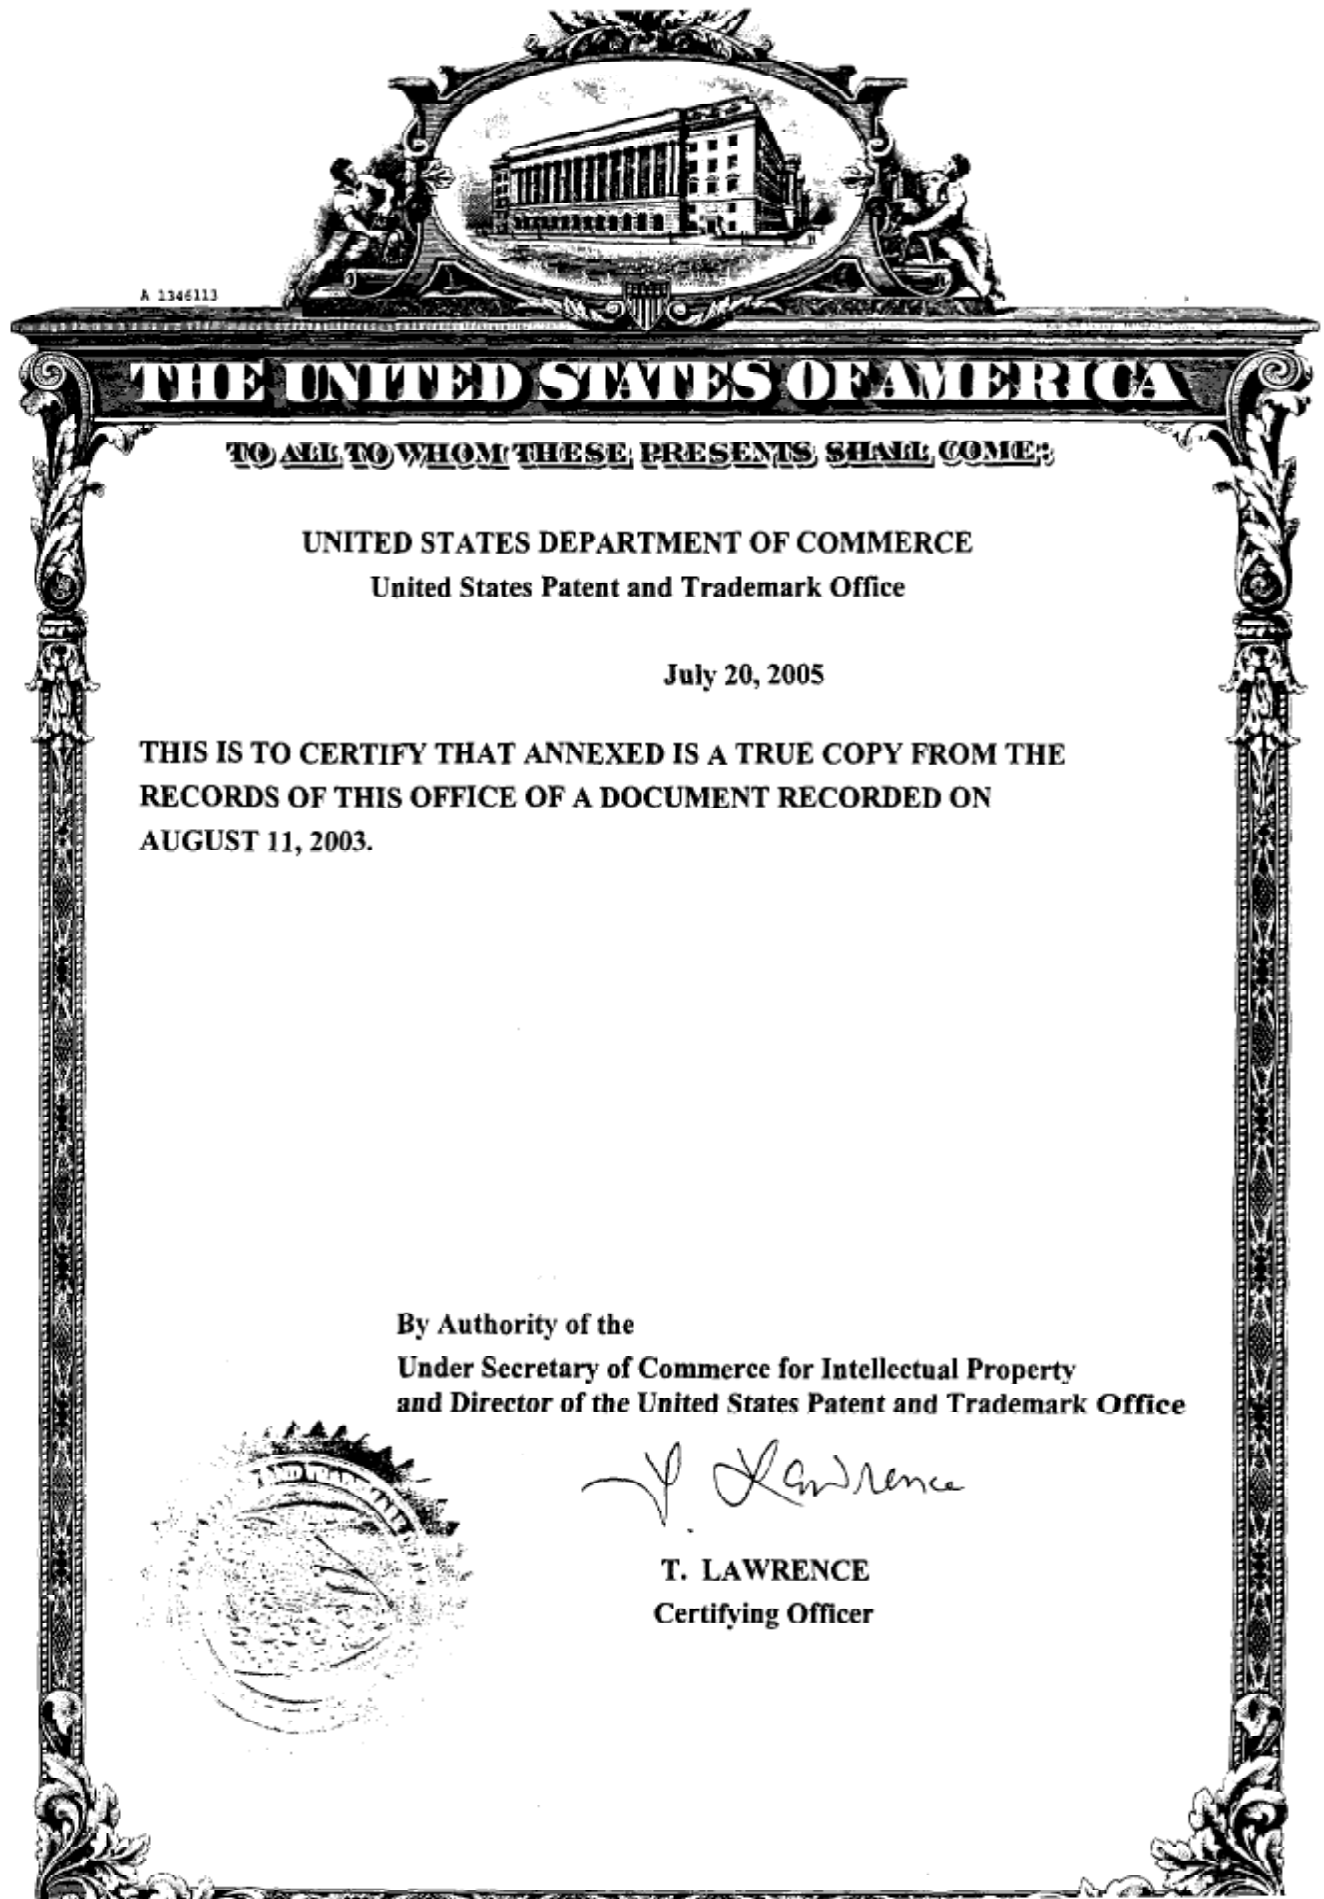 A 1346113
THE UNITED STATES OF AMERICA
TO ALL TO WHOM THESE PRESENTS SHALL COME:
UNITED STATES DEPARTMENT OF COMMERCE
United States Patent and Trademark Office
July 20, 2005
THIS IS TO CERTIFY THAT ANNEXED IS A TRUE COPY FROM THE
RECORDS OF THIS OFFICE OF A DOCUMENT RECORDED ON
AUGUST 11, 2003.
By Authority of the
Under Secretary of Commerce for Intellectual Property
and Director of the United States Patent and Trademark Office
T Lawrence
AND TRADE
T. LAWRENCE
Certifying Officer